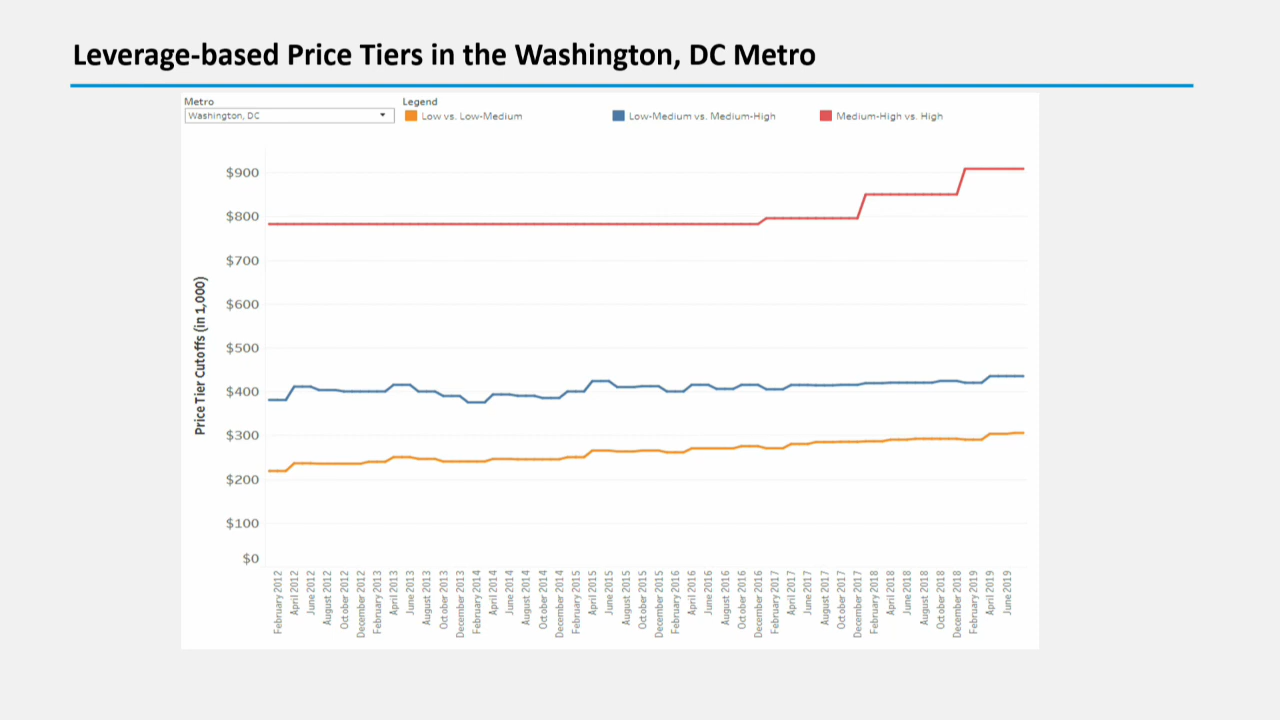 Leverage-based Price Tiers in the Washington, DC Metro
Metro
Washington, DC
Legend
Low vs. Low-Medium
Low-Medium vs. Medium-High
Medium-High vs. High
Price Tier Cutoffs (in 1,000)
$900
$800
$700
$600
$500
$400
$300
$200
$100
$0
February 2012
April 2012
June 2012
August 2012
October 2012
December 2012
February 2013
April 2013
June 2013
August 2013
October 2013
December 2013
February 2014
April 2014
June 2014
August 2014
October 2014
December 2014
February 2015
April 2015
June 2015
August 2015
October 2015
December 2015
February 2016
April 2016
June 2016
August 2016
October 2016
December 2016
February 2017
April 2017
June 2017
August 2017
October 2017
December 2017
February 2018
April 2018
June 2018
August 2018
October 2018
December 2018
February 2019
April 2019
June 2019